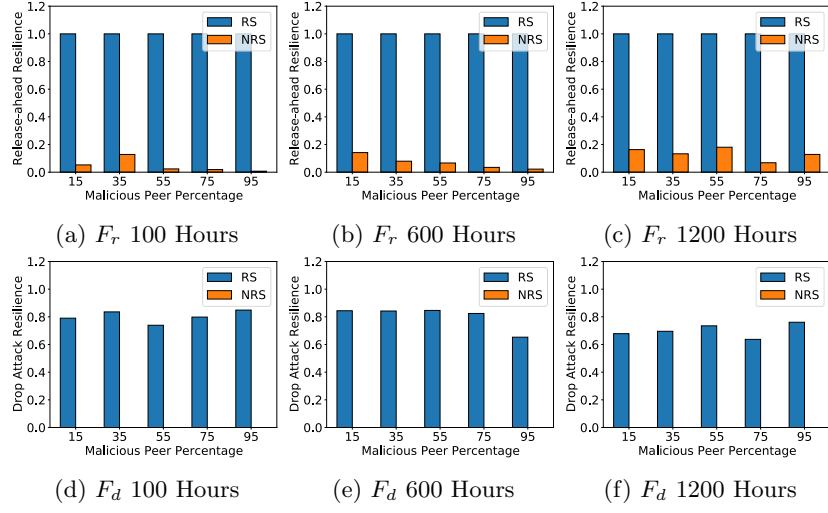 1.2
1.0
0.8
0.6
0.4
0.2
0.0
Release-ahead Resilience
RS
NRS
15 35 55 75 95
Malicious Peer Percentage
(a) F_r 100 Hours
1.2
1.0
0.8
0.6
0.4
0.2
0.0
Release-ahead Resilience
RS
NRS
15 35 55 75 95
Malicious Peer Percentage
(b) F_r 600 Hours
1.2
1.0
0.8
0.6
0.4
0.2
0.0
Release-ahead Resilience
RS
NRS
15 35 55 75 95
Malicious Peer Percentage
(c) F_r 1200 Hours
1.2
1.0
0.8
0.6
0.4
0.2
0.0
Drop Attack Resilience
RS
NRS
15 35 55 75 95
Malicious Peer Percentage
(d) F_d 100 Hours
1.2
1.0
0.8
0.6
0.4
0.2
0.0
Drop Attack Resilience
RS
NRS
15 35 55 75 95
Malicious Peer Percentage
(e) F_d 600 Hours
1.2
1.0
0.8
0.6
0.4
0.2
0.0
Drop Attack Resilience
RS
NRS
15 35 55 75 95
Malicious Peer Percentage
(f) F_d 1200 Hours